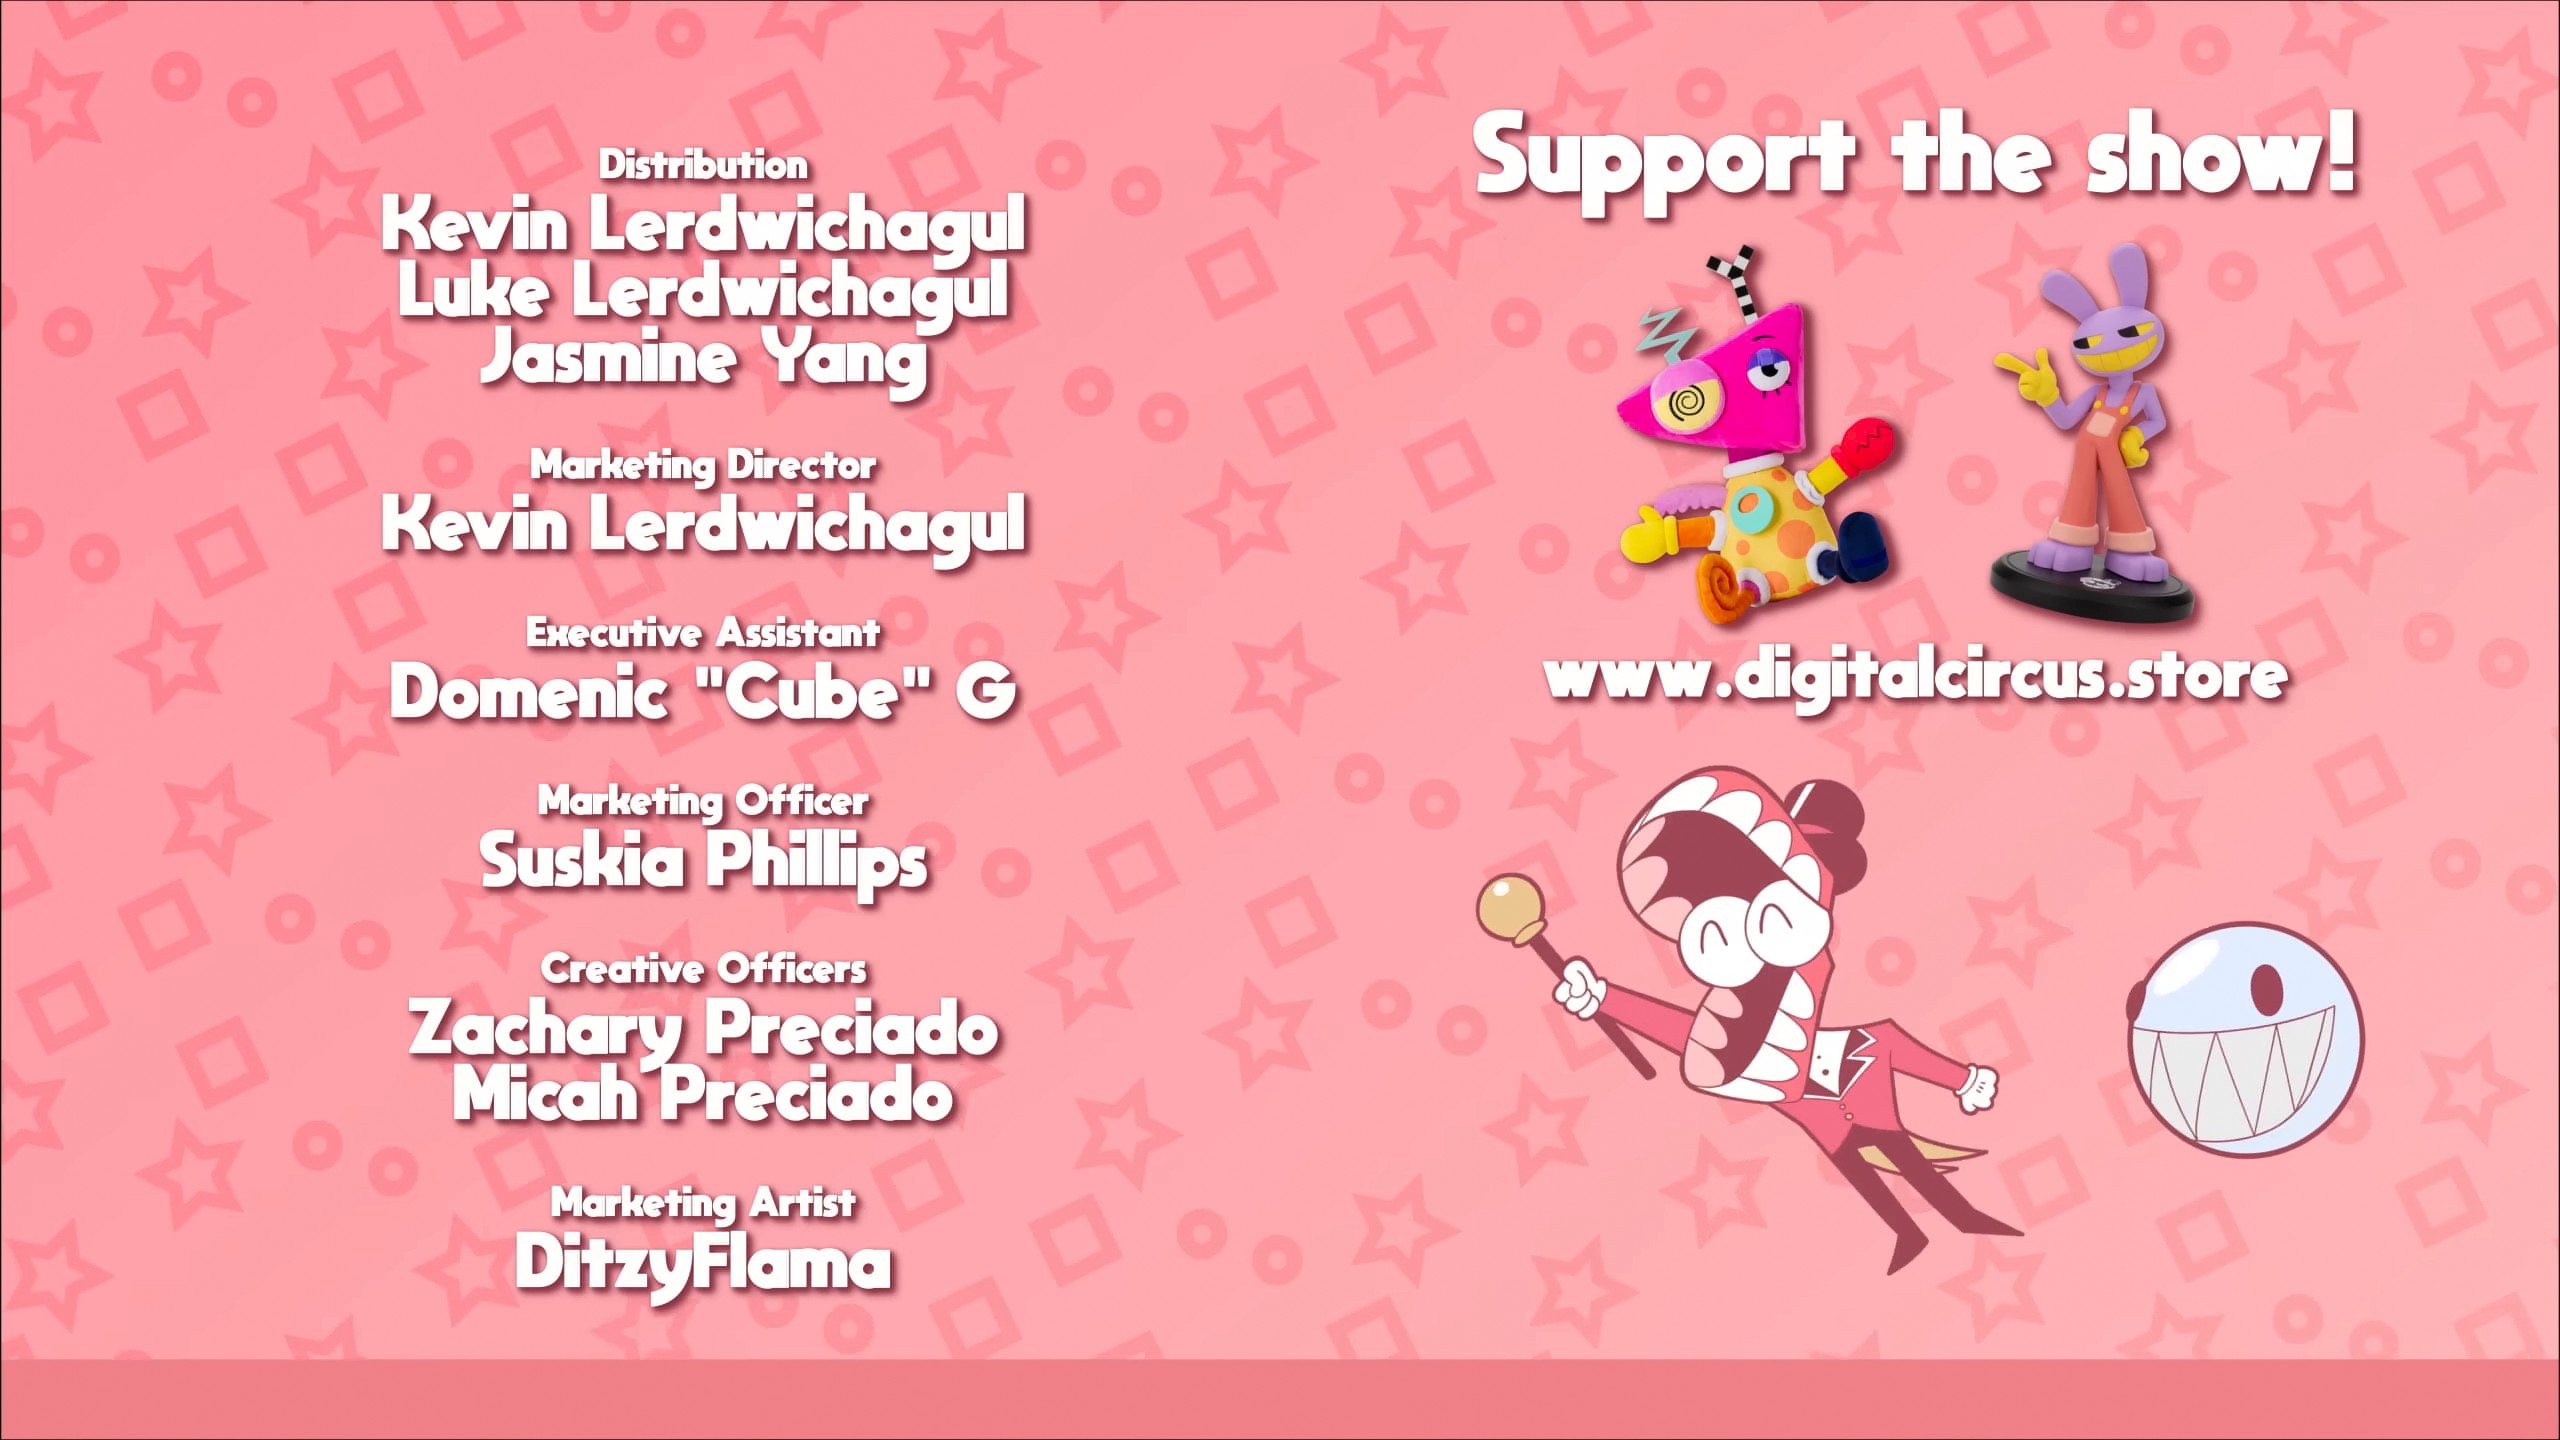 Distribution
Kevin Lerdwichagul
Luke Lerdwichagul
Jasmine Yang
Marketing Director
Kevin Lerdwichagul
Executive Assistant
Domenic "Cube" G
Marketing Officer
Suskia Phillips
Creative Officers
Zachary Preciado
Micah Preciado
Marketing Artist
DitzyFlama
Support the show!
www.digitalcircus.store